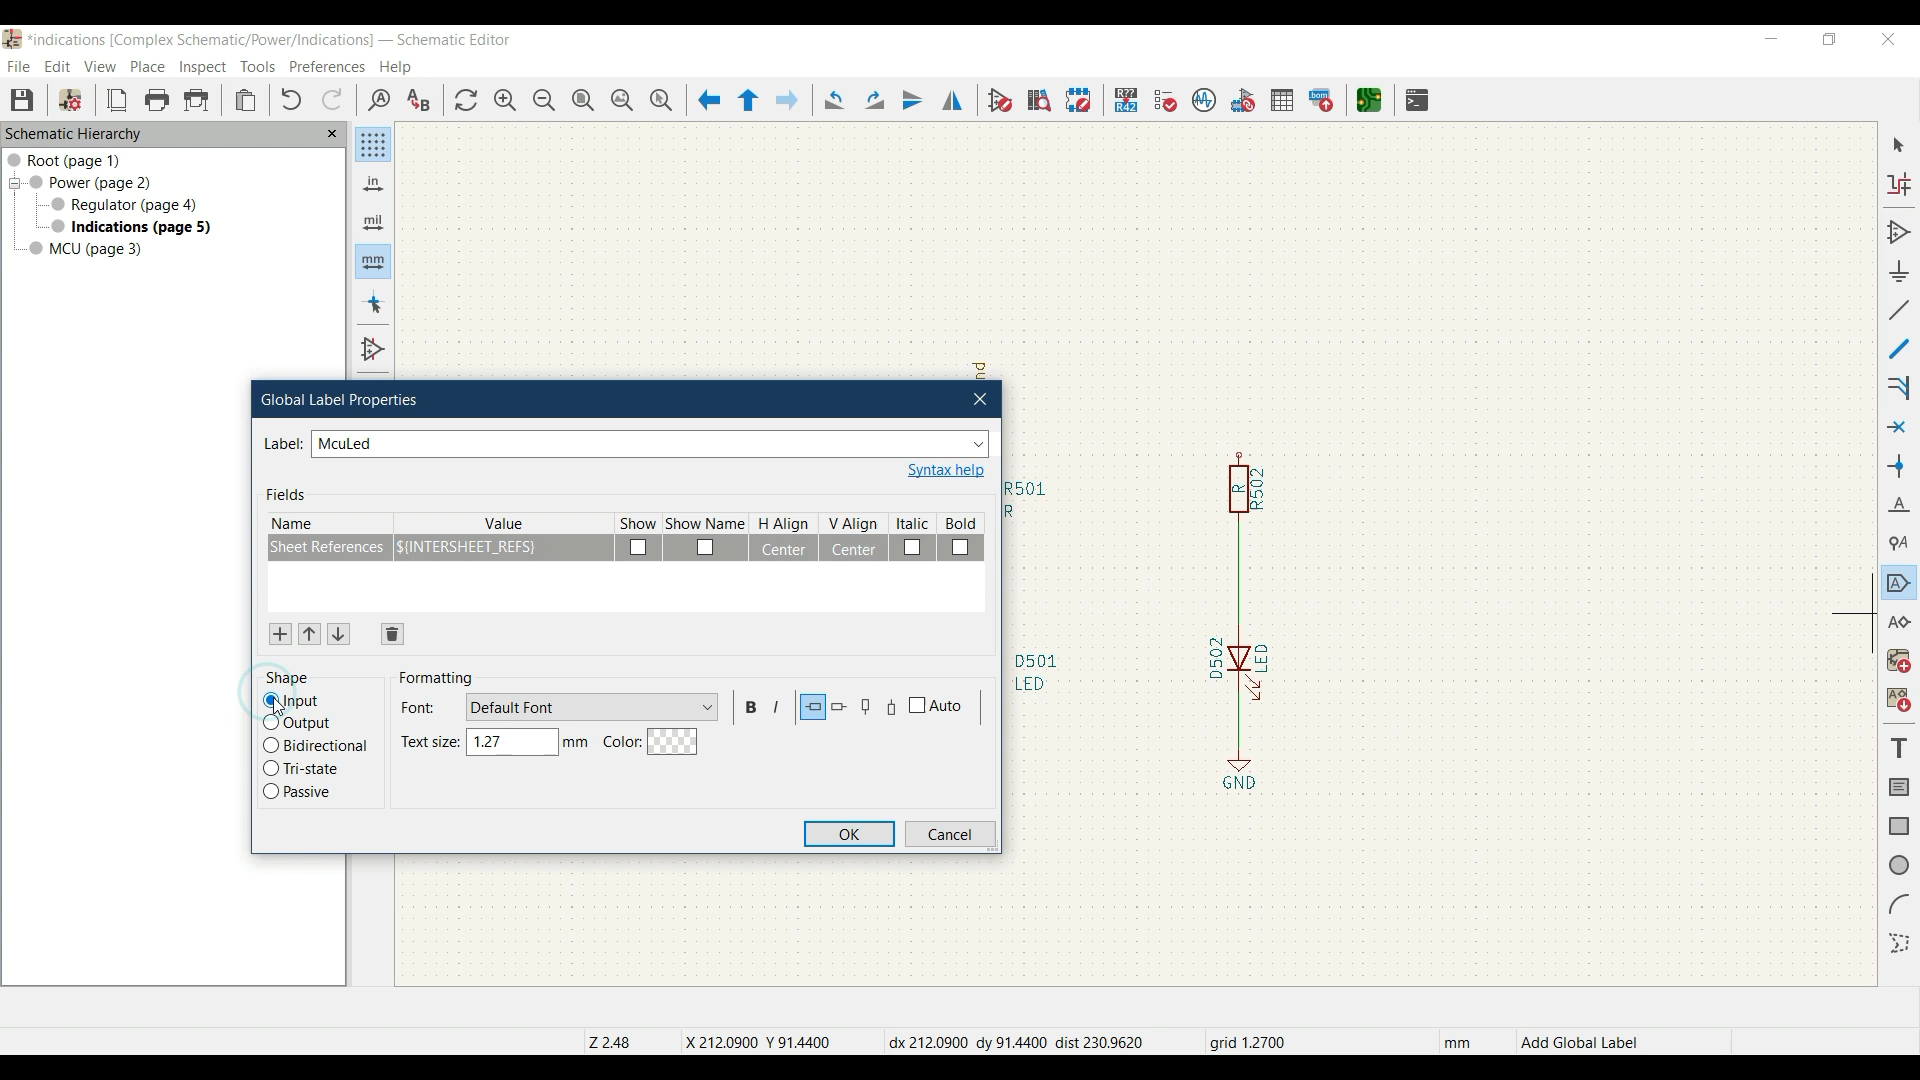 *indications [Complex Schematic/Power/Indications] — Schematic Editor
File Edit View Place Inspect Tools Preferences Help
Schematic Hierarchy
Root (page 1)
Power (page 2)
Regulator (page 4)
Indications (page 5)
MCU (page 3)
in
mil
mm
Global Label Properties
Label: McuLed
Syntax help
Fields
Name Value Show Show Name H Align V Align Italic Bold
Sheet References ${INTERSHEET_REFS} Center Center
Shape
Input
Output
Bidirectional
Tri-state
Passive
Formatting
Font: Default Font B I Auto
Text size: 1.27 mm Color:
OK Cancel
R501
R
D501
LED
R
R502
D502
LED
GND
Z 2.48 X 212.0900 Y 91.4400 dx 212.0900 dy 91.4400 dist 230.9620 grid 1.2700 mm Add Global Label